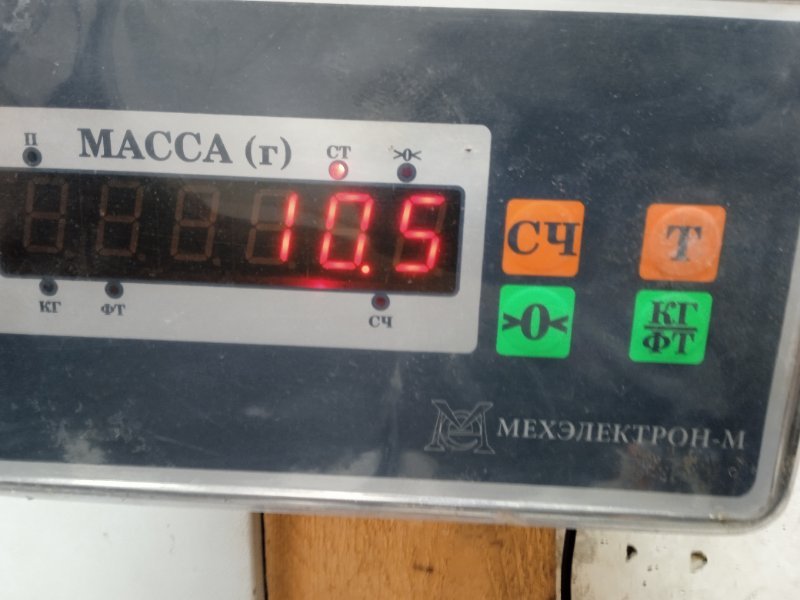 П
МАССА (г)
СТ
>0<
10.5
КГ
ФТ
СЧ
СЧ
Т
>0<
КГ
ФТ
МЕХЭЛЕКТРОН-М